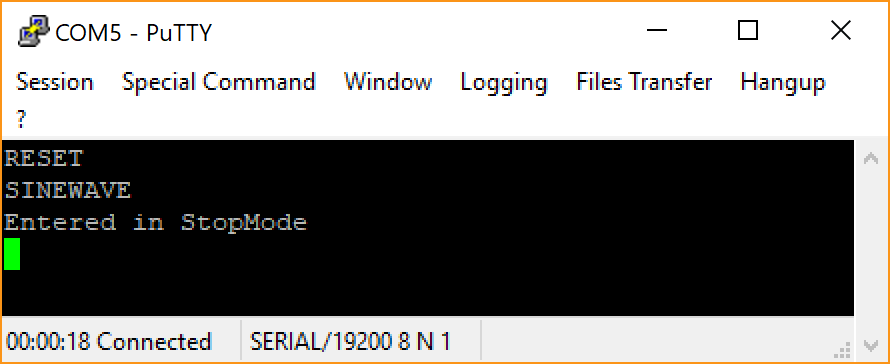 COM5 - PuTTY
Session Special Command Window Logging Files Transfer Hangup
?
RESET
SINEWAVE
Entered in StopMode
00:00:18 Connected SERIAL/19200 8 N 1